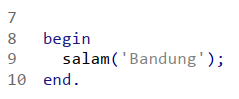 7
8 begin
9   salam('Bandung');
10 end.